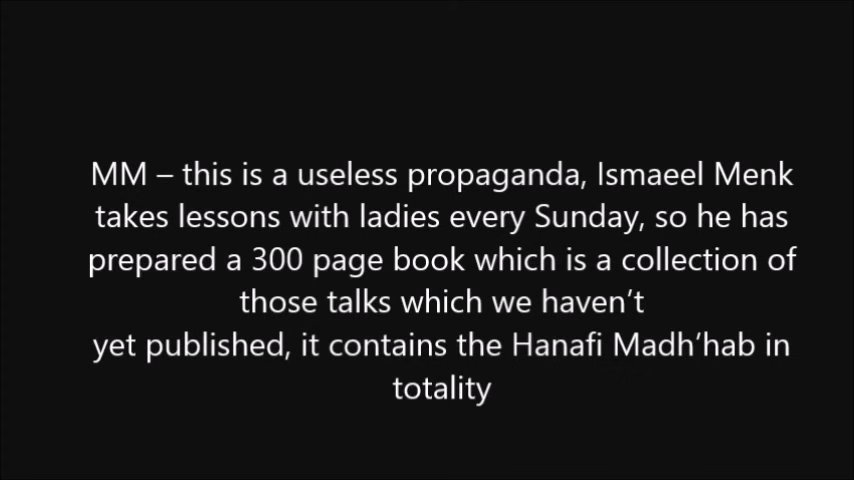 MM – this is a useless propaganda, Ismaeel Menk
takes lessons with ladies every Sunday, so he has
prepared a 300 page book which is a collection of
those talks which we haven’t
yet published, it contains the Hanafi Madh’hab in
totality